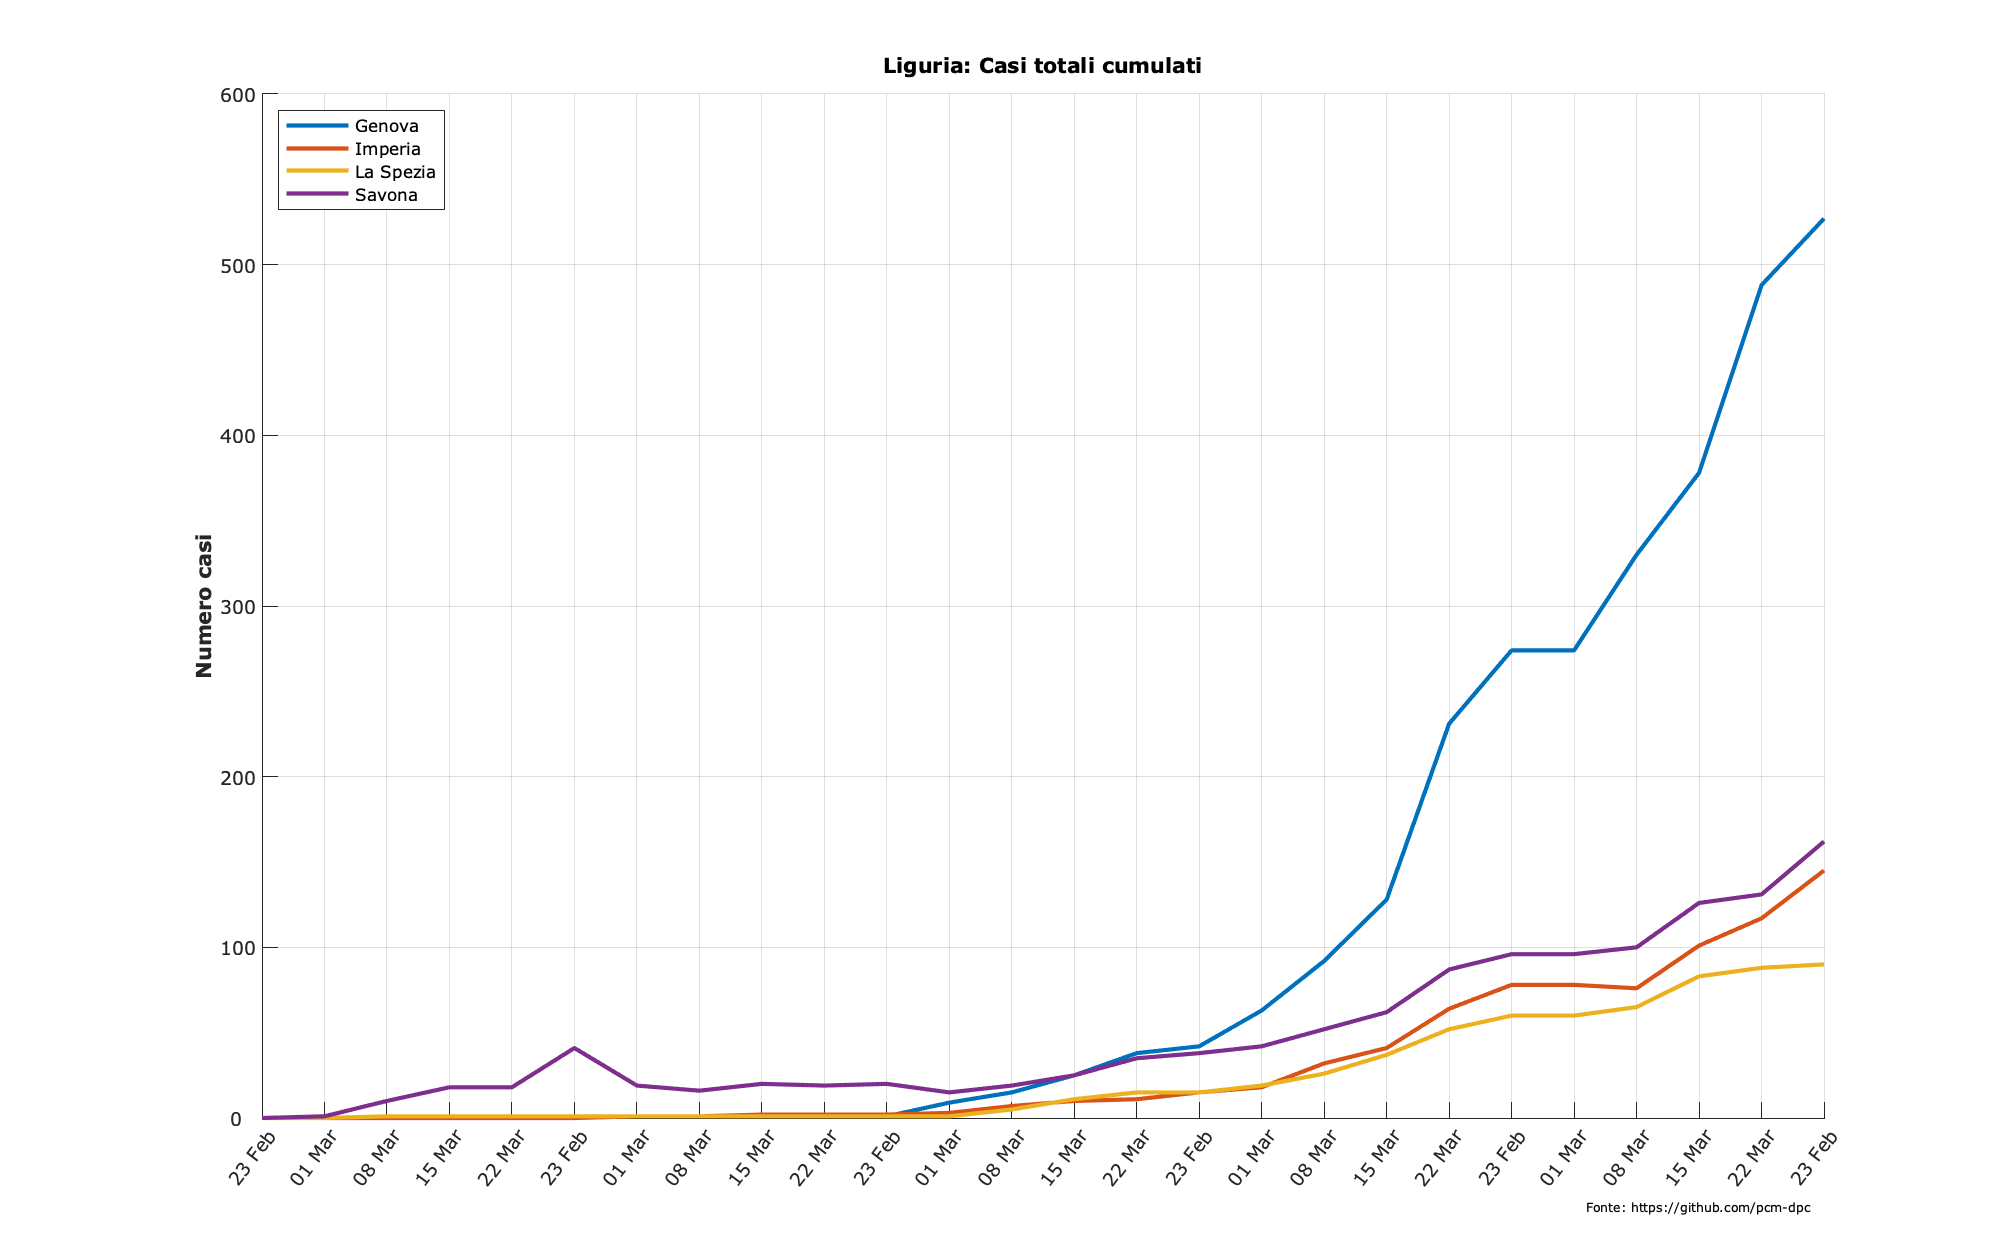 Liguria: Casi totali cumulati
600
500
400
300
200
100
0
Numero casi
Genova
Imperia
La Spezia
Savona
23 Feb
01 Mar
08 Mar
15 Mar
22 Mar
23 Feb
01 Mar
08 Mar
15 Mar
22 Mar
23 Feb
01 Mar
08 Mar
15 Mar
22 Mar
23 Feb
01 Mar
08 Mar
15 Mar
22 Mar
23 Feb
01 Mar
08 Mar
15 Mar
22 Mar
23 Feb
Fonte: https://github.com/pcm-dpc